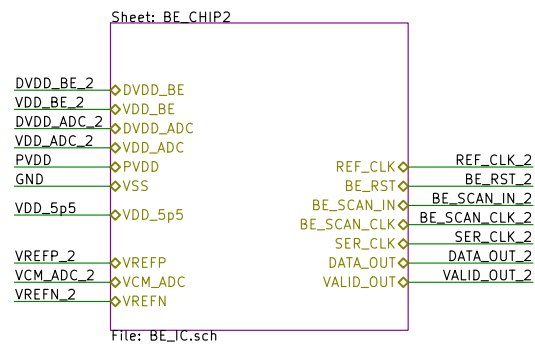 Sheet: BE_CHIP2
DVDD_BE_2 DVDD_BE
VDD_BE_2 VDD_BE
DVDD_ADC_2 DVDD_ADC
VDD_ADC_2 VDD_ADC
PVDD PVDD REF_CLK REF_CLK_2
GND VSS BE_RST BE_RST_2
BE_SCAN_IN BE_SCAN_IN_2
VDD_5p5 VDD_5p5
BE_SCAN_CLK BE_SCAN_CLK_2
SER_CLK SER_CLK_2
VREFP_2 VREFP DATA_OUT DATA_OUT_2
VCM_ADC_2 VCM_ADC VALID_OUT VALID_OUT_2
VREFN_2 VREFN
File: BE_IC.sch